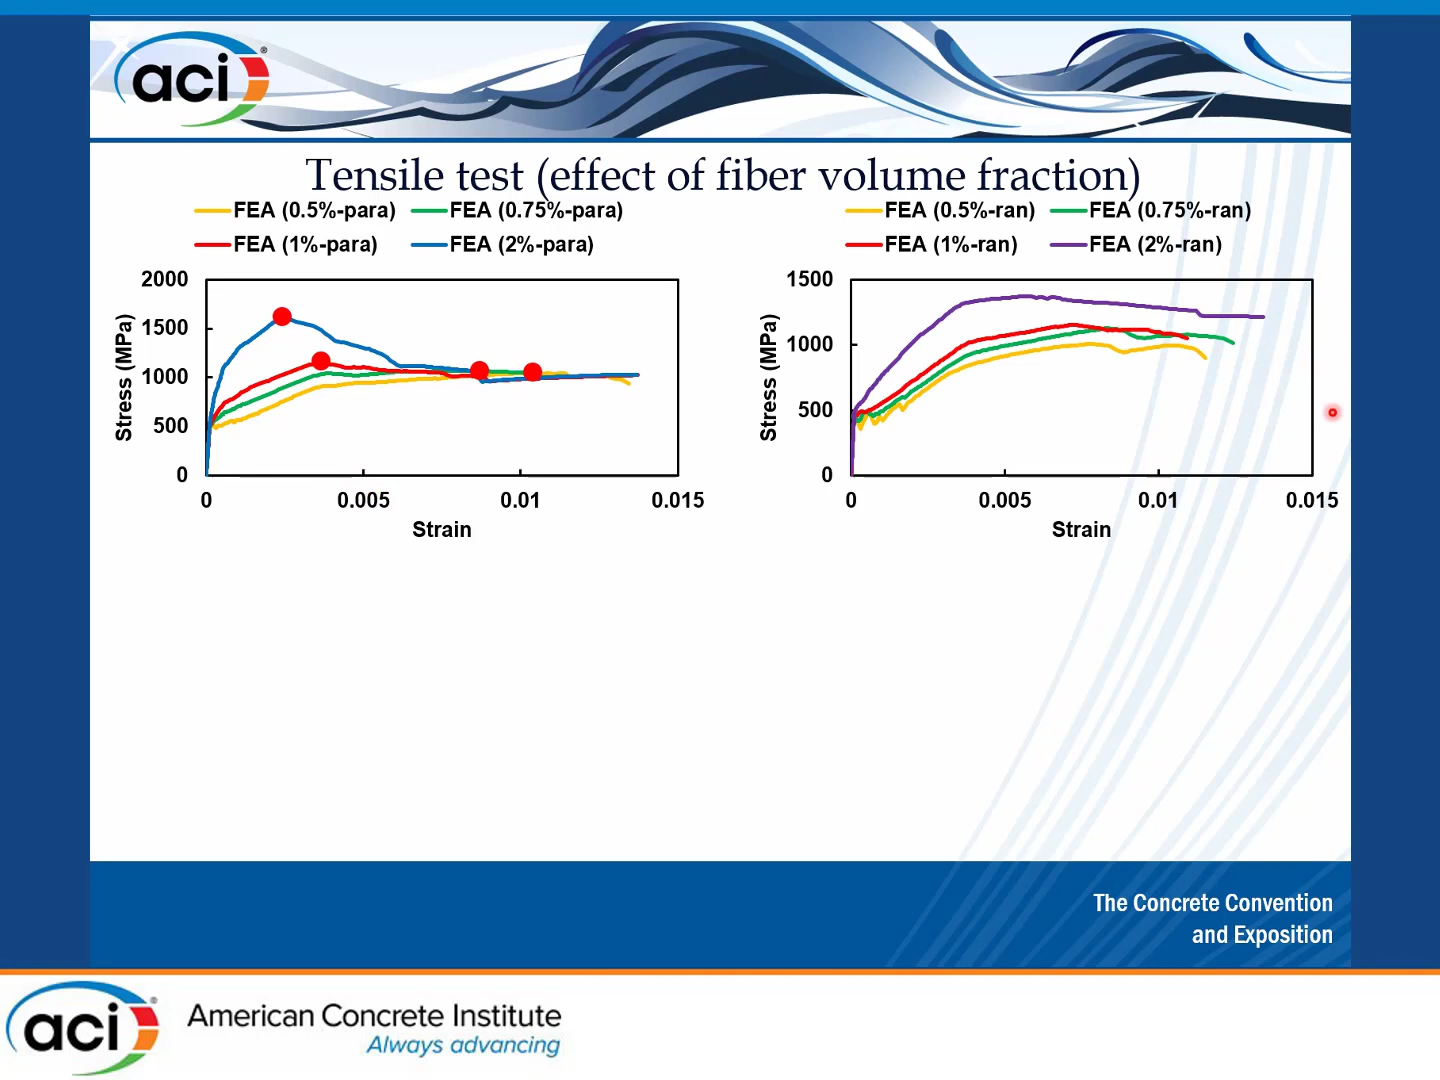 aci®
Tensile test (effect of fiber volume fraction)
FEA (0.5%-para) FEA (0.75%-para)
FEA (1%-para) FEA (2%-para)
2000
1500
1000
500
0
Stress (MPa)
0 0.005 0.01 0.015
Strain
FEA (0.5%-ran) FEA (0.75%-ran)
FEA (1%-ran) FEA (2%-ran)
1500
1000
500
0
Stress (MPa)
0 0.005 0.01 0.015
Strain
The Concrete Convention
and Exposition
aci®
American Concrete Institute
Always advancing